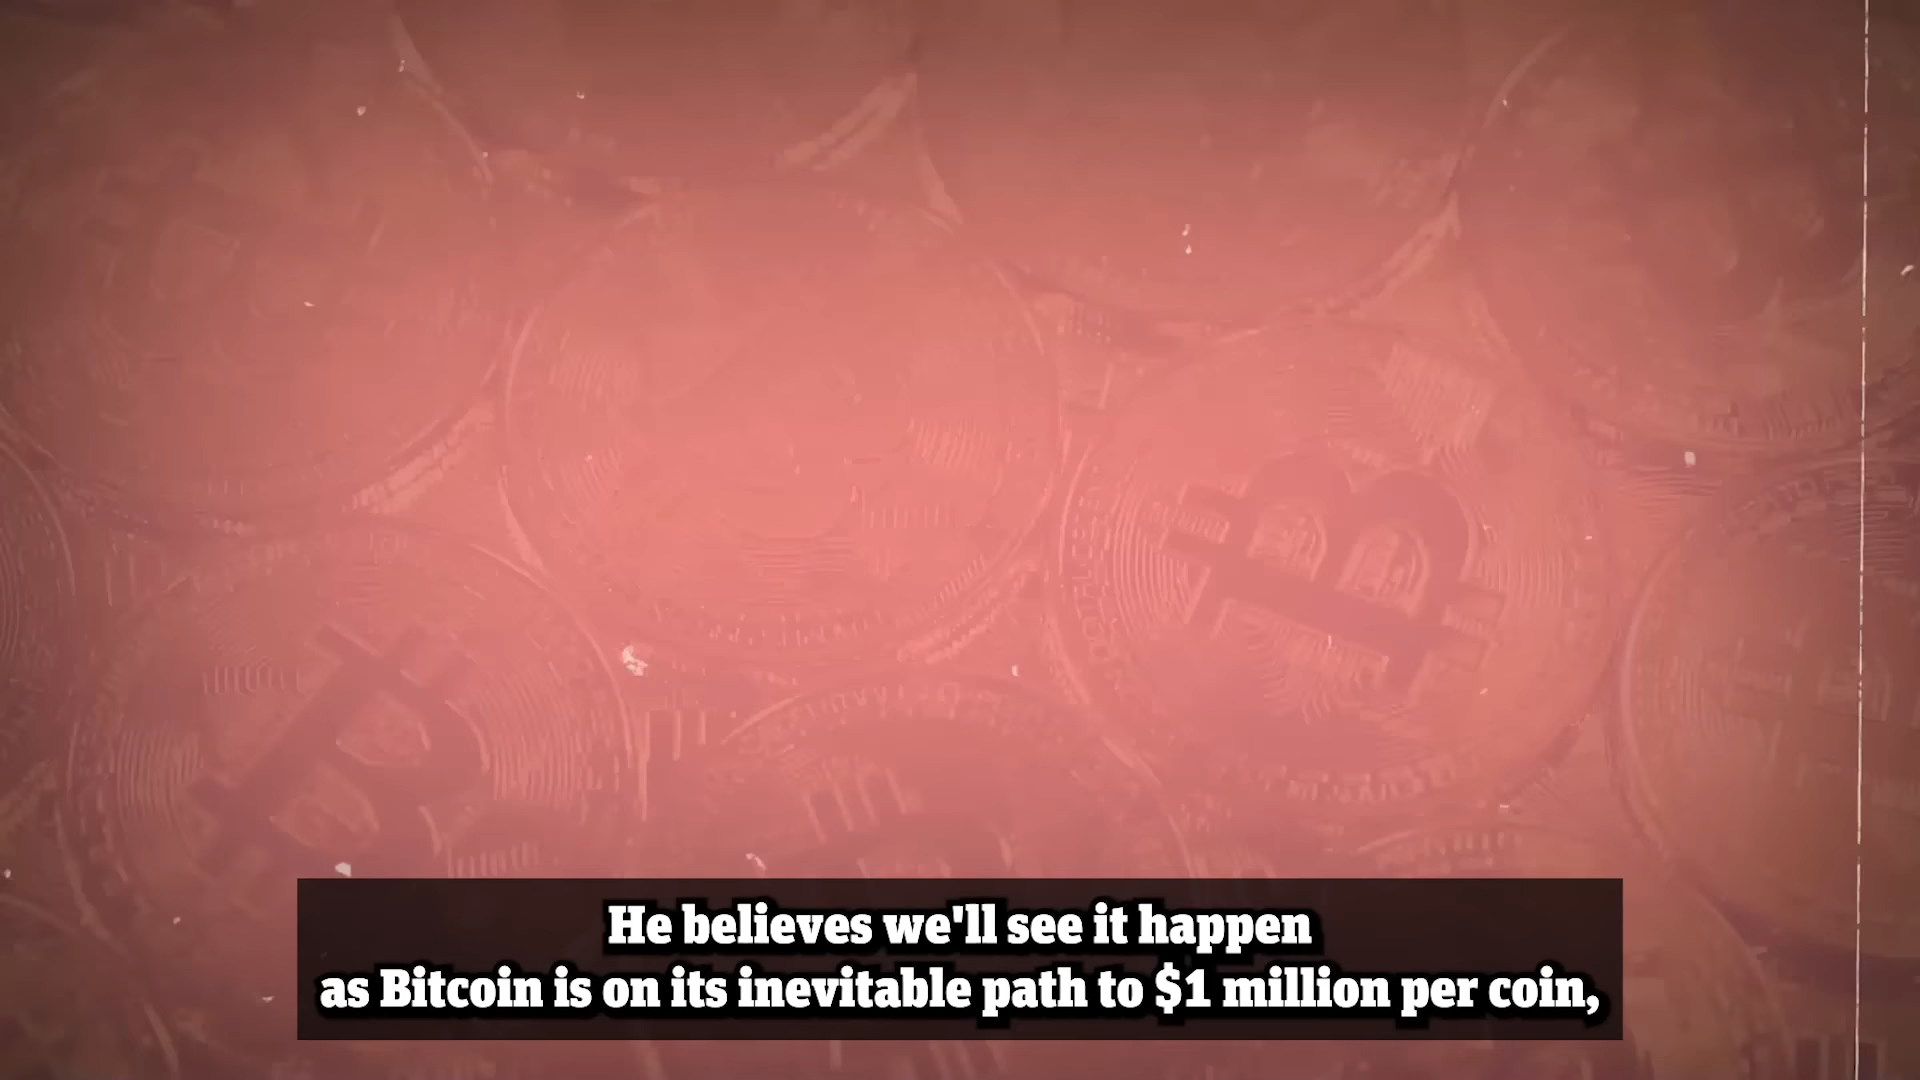 He believes we'll see it happen
as Bitcoin is on its inevitable path to $1 million per coin,